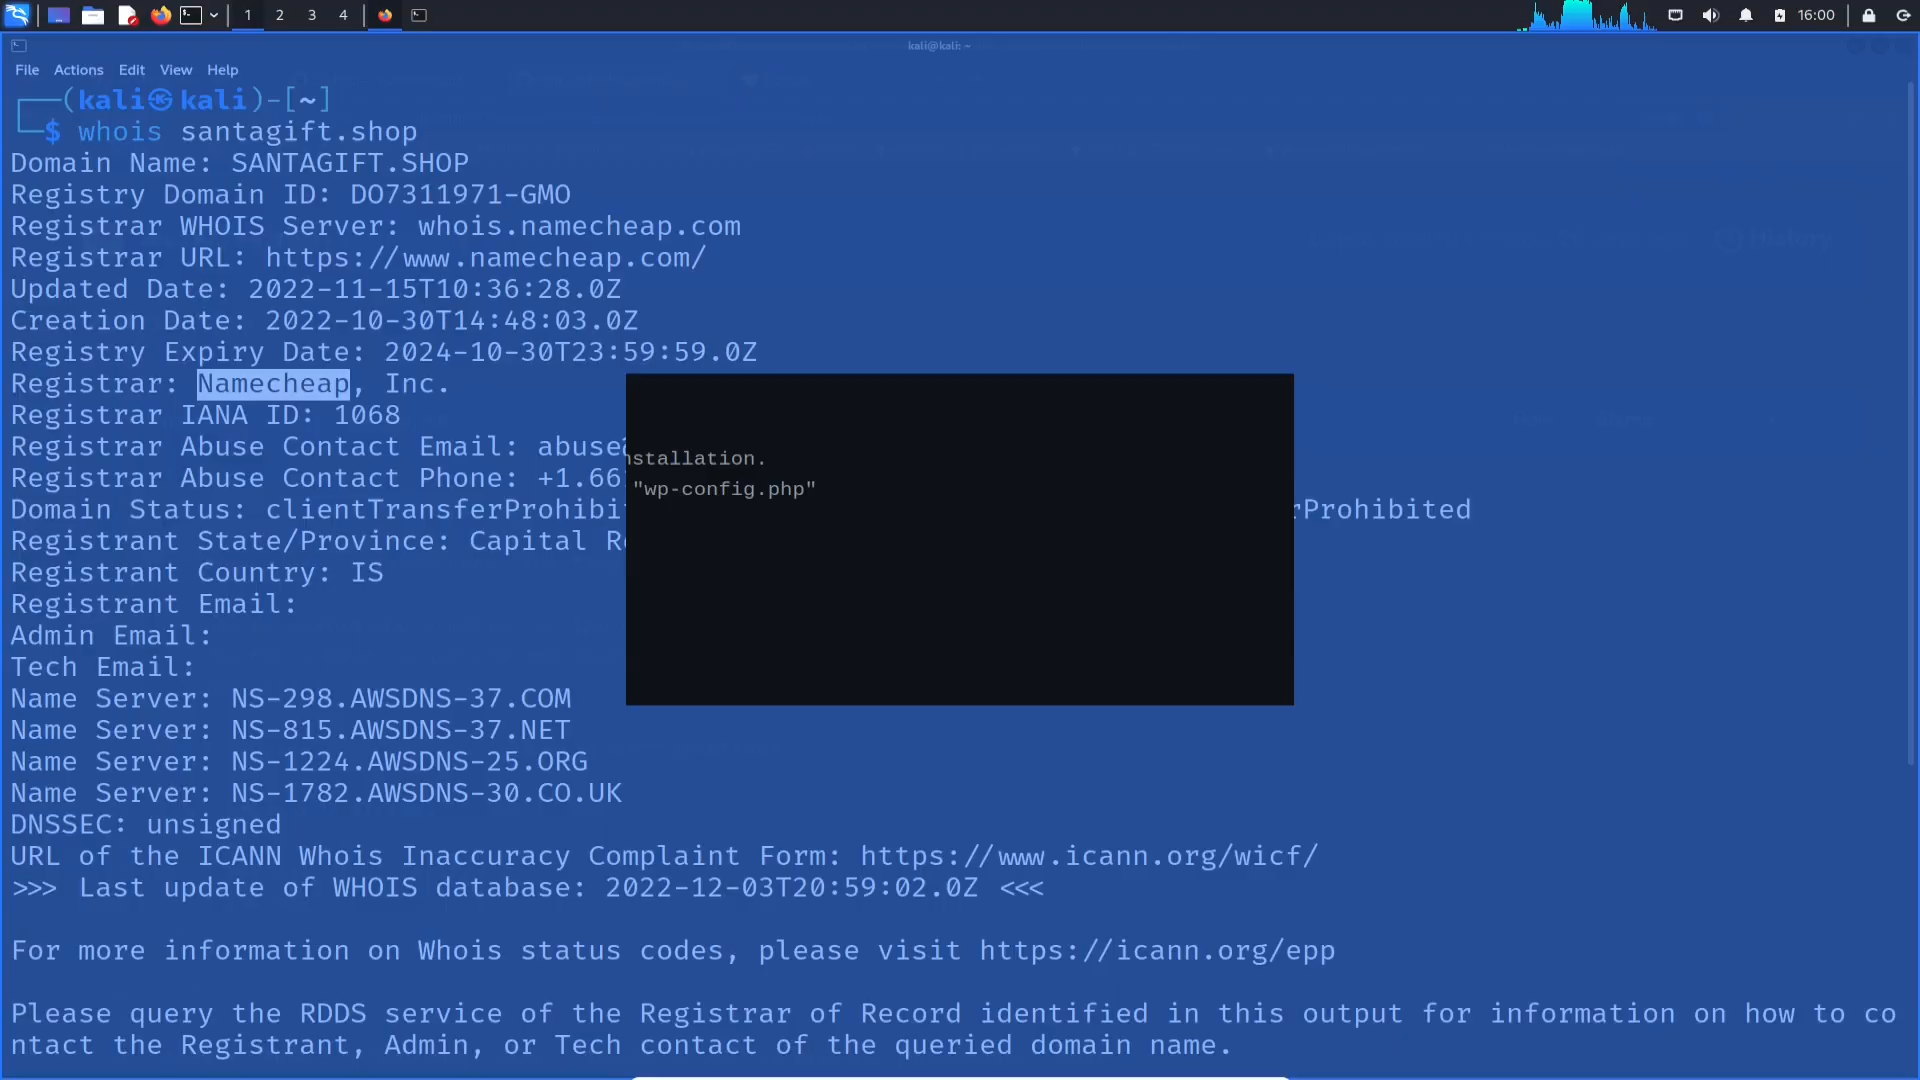 1 2 3 4 16:00
kali@kali: ~
File Actions Edit View Help
(kali㉿kali)-[~]
$ whois santagift.shop
Domain Name: SANTAGIFT.SHOP
Registry Domain ID: DO7311971-GMO
Registrar WHOIS Server: whois.namecheap.com
Registrar URL: https://www.namecheap.com/
Updated Date: 2022-11-15T10:36:28.0Z
Creation Date: 2022-10-30T14:48:03.0Z
Registry Expiry Date: 2024-10-30T23:59:59.0Z
Registrar: Namecheap, Inc.
Registrar IANA ID: 1068
Registrar Abuse Contact Email: abuse
nstallation.
Registrar Abuse Contact Phone: +1.66
"wp-config.php"
Domain Status: clientTransferProhibi
rProhibited
Registrant State/Province: Capital R
Registrant Country: IS
Registrant Email:
Admin Email:
Tech Email:
Name Server: NS-298.AWSDNS-37.COM
Name Server: NS-815.AWSDNS-37.NET
Name Server: NS-1224.AWSDNS-25.ORG
Name Server: NS-1782.AWSDNS-30.CO.UK
DNSSEC: unsigned
URL of the ICANN Whois Inaccuracy Complaint Form: https://www.icann.org/wicf/
>>> Last update of WHOIS database: 2022-12-03T20:59:02.0Z <<<
For more information on Whois status codes, please visit https://icann.org/epp
Please query the RDDS service of the Registrar of Record identified in this output for information on how to co
ntact the Registrant, Admin, or Tech contact of the queried domain name.
History